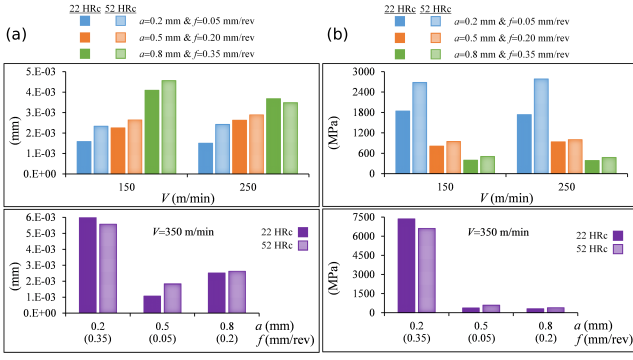 22 HRc 52 HRc
a=0.2 mm & f=0.05 mm/rev
a=0.5 mm & f=0.20 mm/rev
a=0.8 mm & f=0.35 mm/rev
(a)
5.E-03
4.E-03
3.E-03
2.E-03
1.E-03
0.E+00
(mm)
150 250
V (m/min)
6.E-03
5.E-03
4.E-03
3.E-03
2.E-03
1.E-03
0.E+00
(mm)
V=350 m/min
22 HRc
52 HRc
0.2 0.5 0.8 a (mm)
(0.35) (0.05) (0.2) f (mm/rev)
22 HRc 52 HRc
a=0.2 mm & f=0.05 mm/rev
a=0.5 mm & f=0.20 mm/rev
a=0.8 mm & f=0.35 mm/rev
(b)
3000
2400
1800
1200
600
0
(MPa)
150 250
V (m/min)
7500
6000
4500
3000
1500
0
(MPa)
V=350 m/min
22 HRc
52 HRc
0.2 0.5 0.8 a (mm)
(0.35) (0.05) (0.2) f (mm/rev)